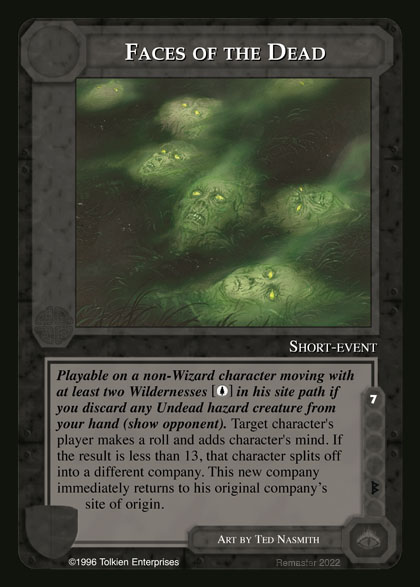 Faces of the Dead
Short-event
Playable on a non-Wizard character moving with
at least two Wildernesses [ ] in his site path if
you discard any Undead hazard creature from
your hand (show opponent). Target character's
player makes a roll and adds character's mind. If
the result is less than 13, that character splits off
into a different company. This new company
immediately returns to his original company's
site of origin.
7
Art by Ted Nasmith
©1996 Tolkien Enterprises
Remaster 2022